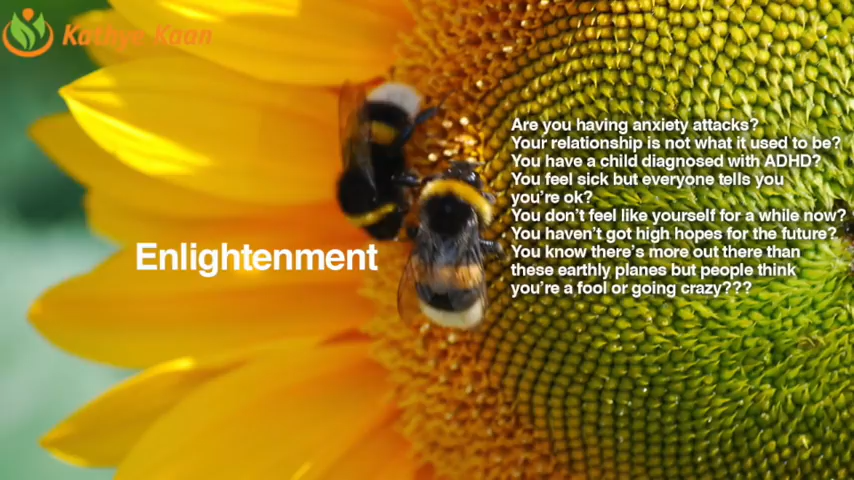 Kathye Kaan
Are you having anxiety attacks?
Your relationship is not what it used to be?
You have a child diagnosed with ADHD?
You feel sick but everyone tells you
you're ok?
You don't feel like yourself for a while now?
You haven't got high hopes for the future?
You know there's more out there than
these earthly planes but people think
you're a fool or going crazy???
Enlightenment